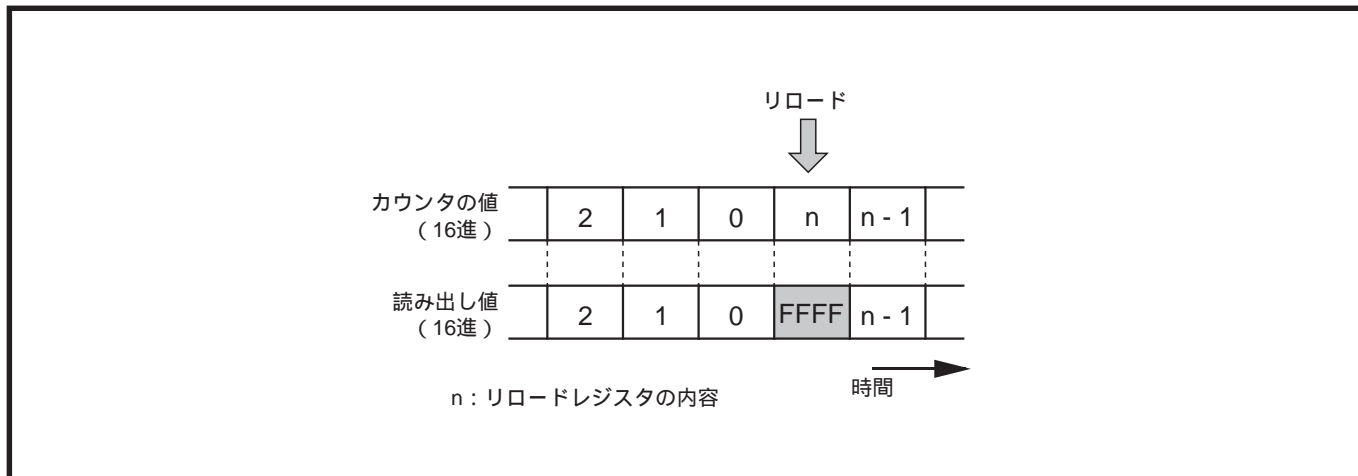 リロード
カウンタの値
（16進）
2 1 0 n n - 1
読み出し値
（16進）
2 1 0 FFFF n - 1
時間
n：リロードレジスタの内容